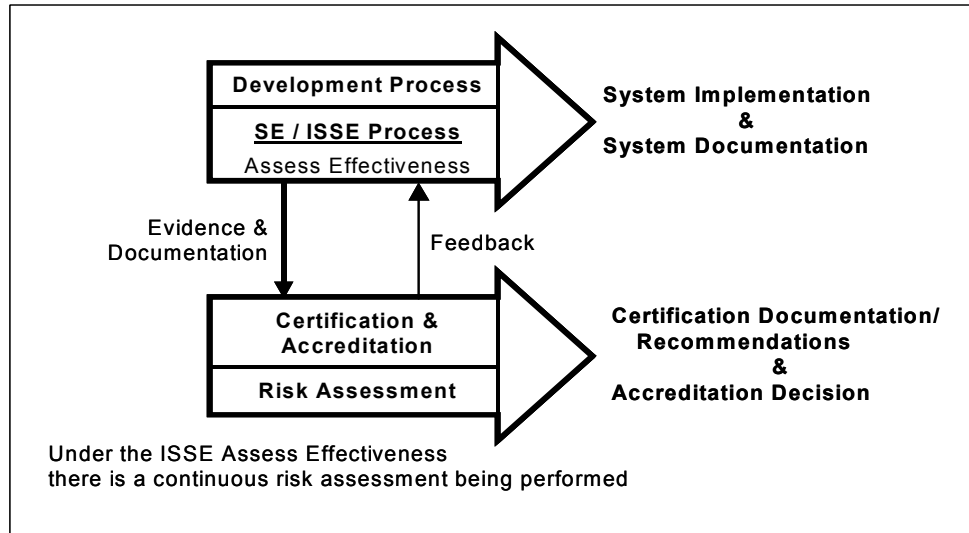 Development Process
SE / ISSE Process
Assess Effectiveness
System Implementation
&
System Documentation
Evidence &
Documentation
Feedback
Certification &
Accreditation
Risk Assessment
Certification Documentation/
Recommendations
&
Accreditation Decision
Under the ISSE Assess Effectiveness
there is a continuous risk assessment being performed